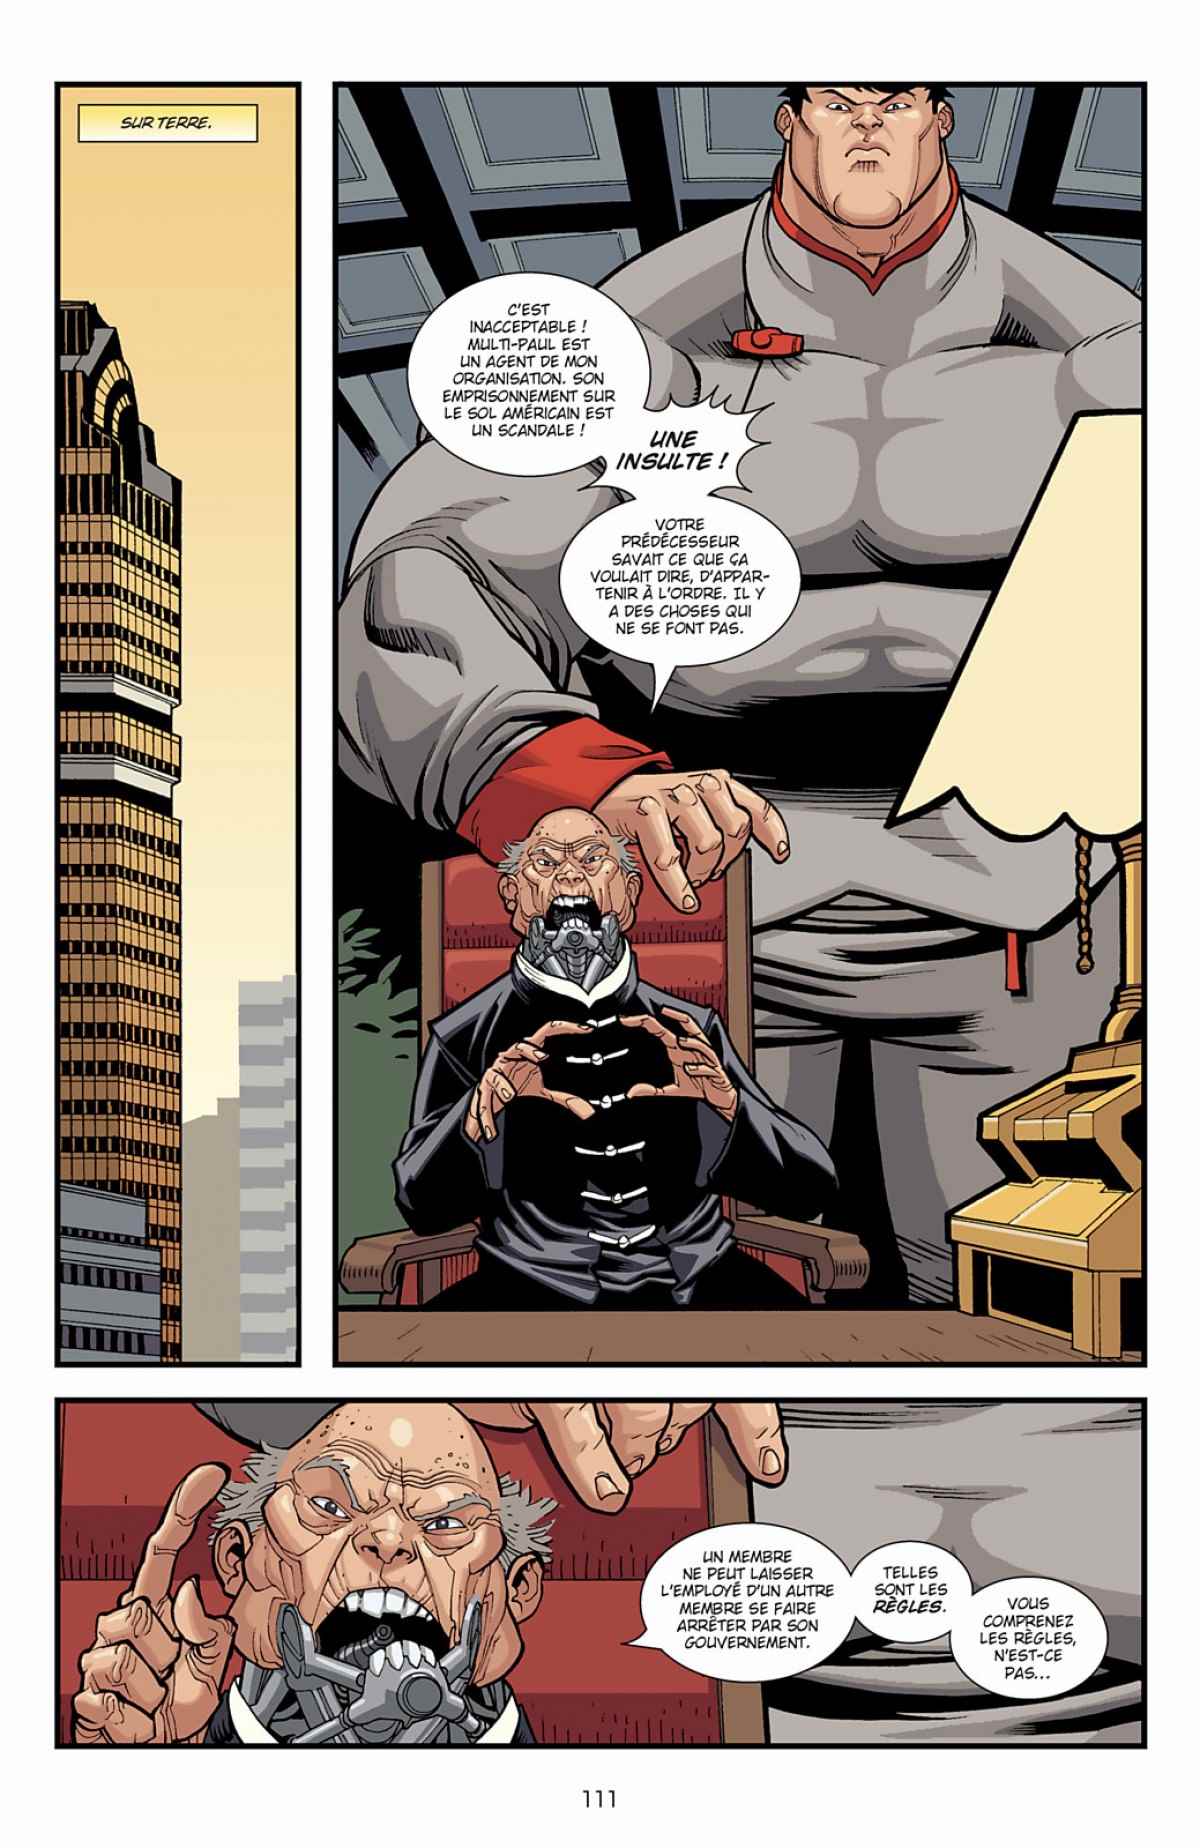 SUR TERRE.
C'EST
INACCEPTABLE !
MULTI-PAUL EST
UN AGENT DE MON
ORGANISATION. SON
EMPRISONNEMENT SUR
LE SOL AMÉRICAIN EST
UN SCANDALE !
UNE
INSULTE !
VOTRE
PRÉDÉCESSEUR
SAVAIT CE QUE ÇA
VOULAIT DIRE, D'APPAR-
TENIR À L'ORDRE. IL Y
A DES CHOSES QUI
NE SE FONT PAS.
UN MEMBRE
NE PEUT LAISSER
L'EMPLOYÉ D'UN AUTRE
MEMBRE SE FAIRE
ARRÊTER PAR SON
GOUVERNEMENT.
TELLES
SONT LES
RÈGLES.
VOUS
COMPRENEZ
LES RÈGLES,
N'EST-CE
PAS...
111